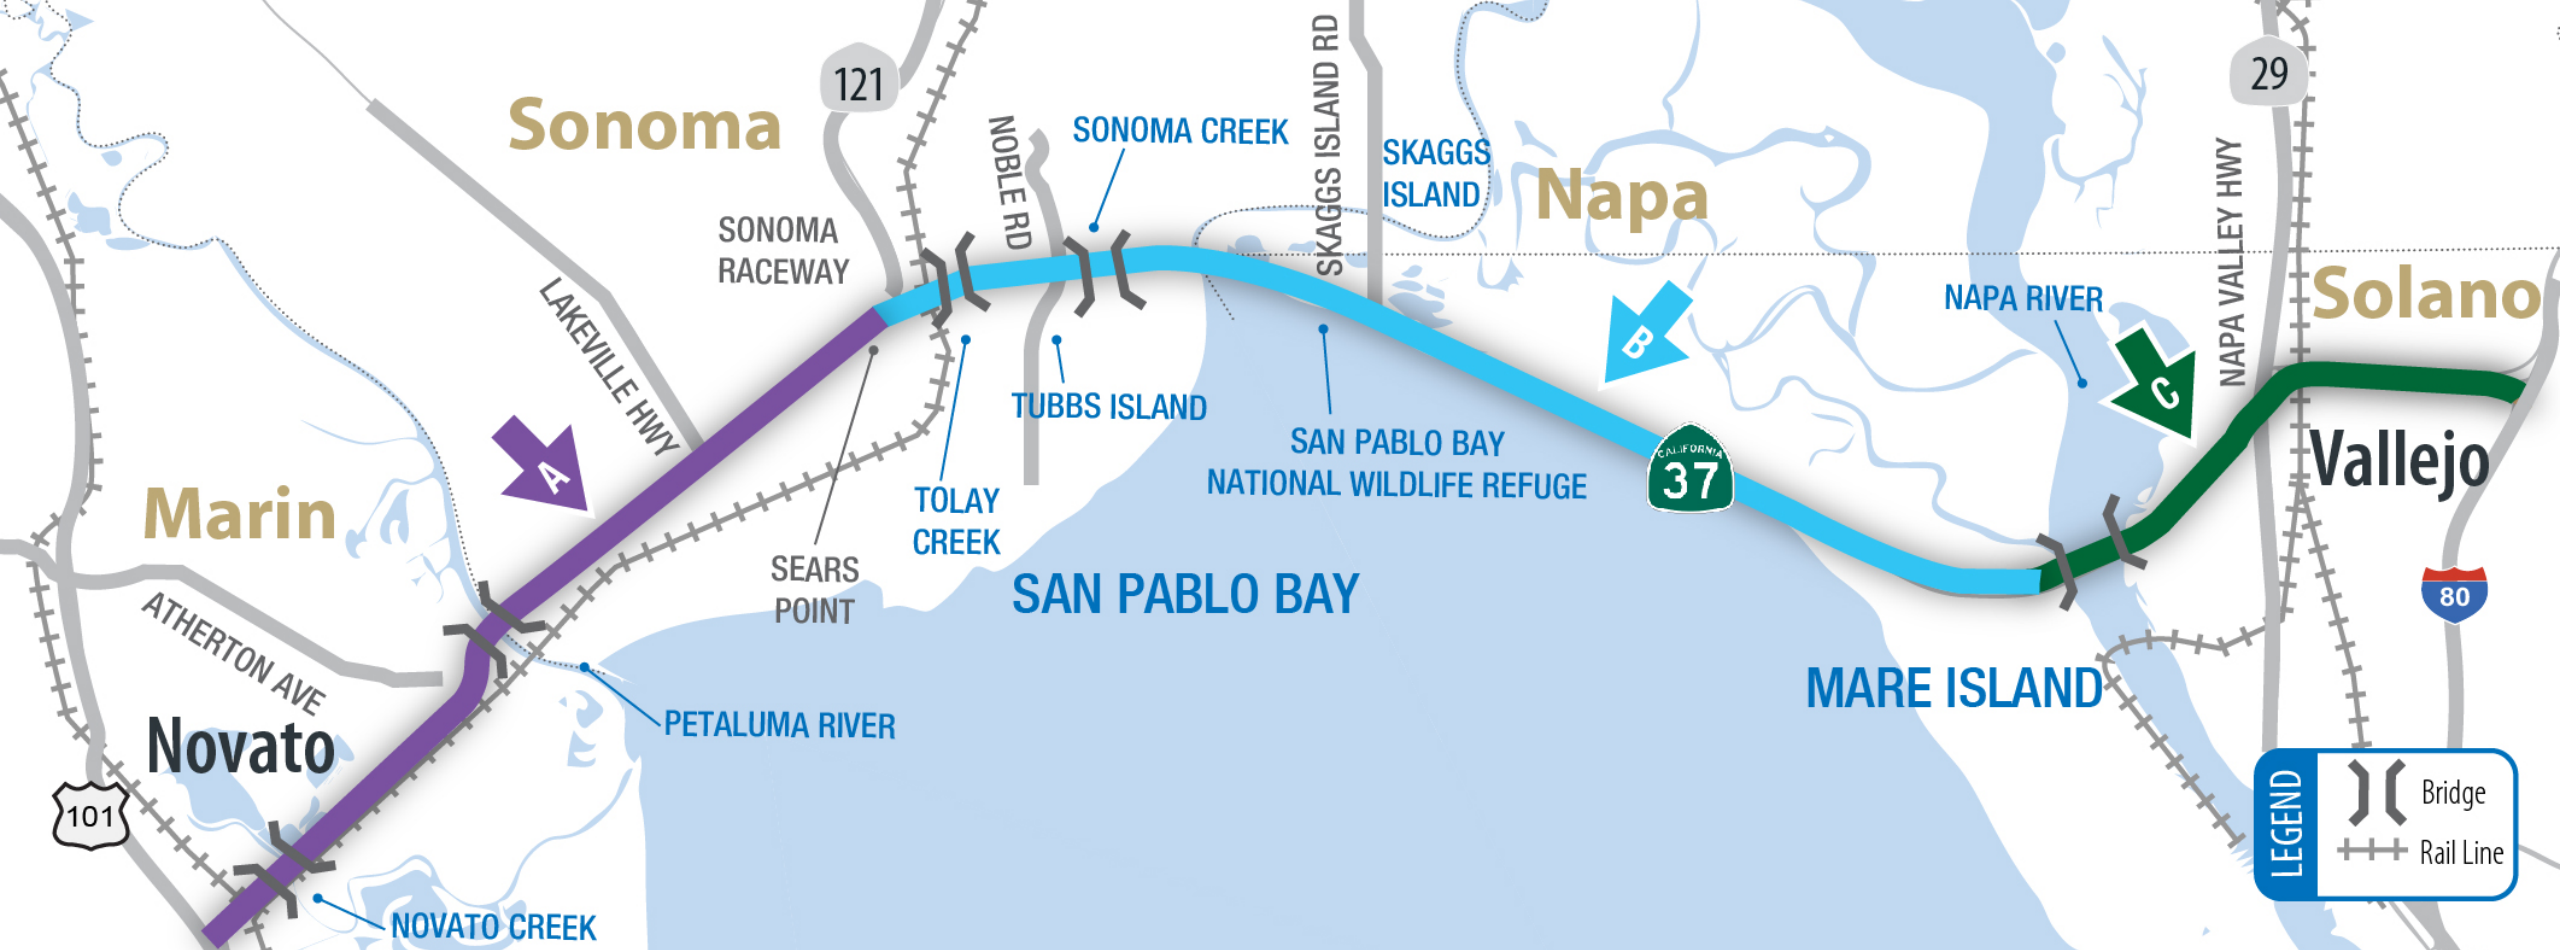 121
29
Sonoma
SONOMA CREEK
NOBLE RD
SKAGGS ISLAND RD
SKAGGS
ISLAND
Napa
NAPA VALLEY HWY
SONOMA
RACEWAY
LAKEVILLE HWY
NAPA RIVER
Solano
B
C
A
TUBBS ISLAND
SAN PABLO BAY
NATIONAL WILDLIFE REFUGE
CALIFORNIA
37
Vallejo
TOLAY
CREEK
Marin
SEARS
POINT
SAN PABLO BAY
80
ATHERTON AVE
MARE ISLAND
PETALUMA RIVER
Novato
101
NOVATO CREEK
LEGEND
Bridge
Rail Line